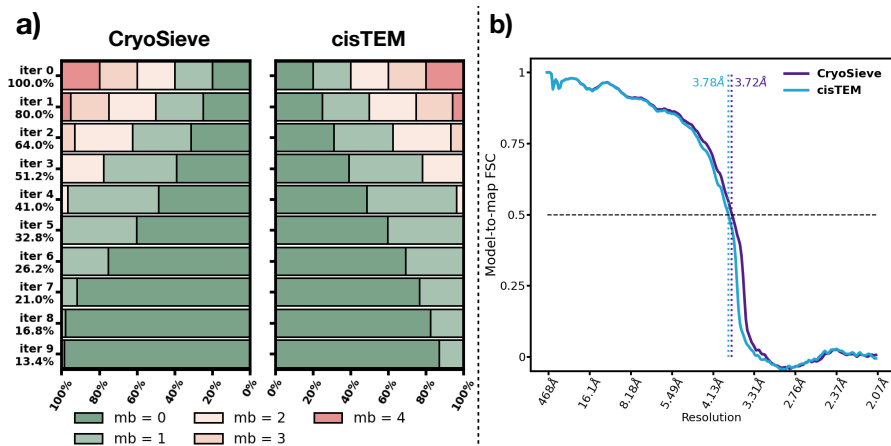 a)
CryoSieve cisTEM
iter 0
100.0%
iter 1
80.0%
iter 2
64.0%
iter 3
51.2%
iter 4
41.0%
iter 5
32.8%
iter 6
26.2%
iter 7
21.0%
iter 8
16.8%
iter 9
13.4%
100% 80% 60% 40% 20% 0% 0% 20% 40% 60% 80% 100%
mb = 0 mb = 2 mb = 4
mb = 1 mb = 3
b)
3.78Å 3.72Å
CryoSieve
cisTEM
Model-to-map FSC
1
0.75
0.5
0.25
0
468Å 16.1Å 8.18Å 5.49Å 4.13Å 3.31Å 2.76Å 2.37Å 2.07Å
Resolution